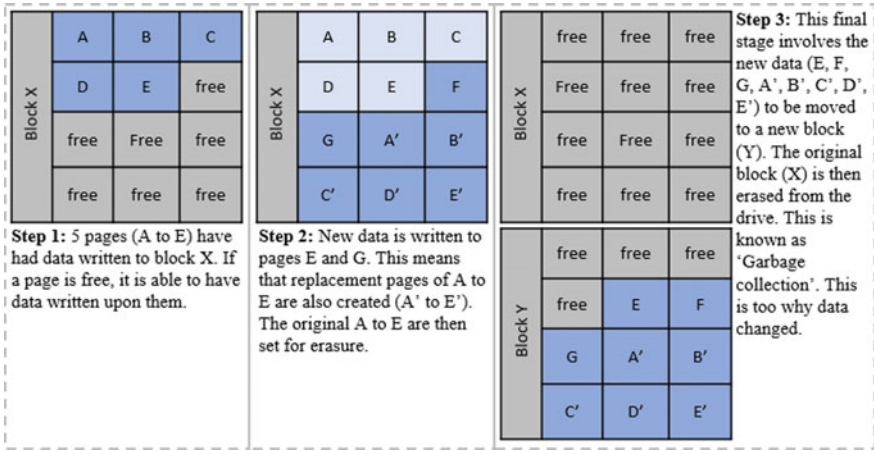 Block X
A B C
D E free
free Free free
free free free
Step 1: 5 pages (A to E) have
had data written to block X. If
a page is free, it is able to have
data written upon them.
Block X
A B C
D E F
G A’ B’
C’ D’ E’
Step 2: New data is written to
pages E and G. This means
that replacement pages of A to
E are also created (A’ to E’).
The original A to E are then
set for erasure.
Block X
free free free
Free free free
free Free free
free free free
Block Y
free free free
free E F
G A’ B’
C’ D’ E’
Step 3: This final
stage involves the
new data (E, F,
G, A’, B’, C’, D’,
E’) to be moved
to a new block
(Y). The original
block (X) is then
erased from the
drive. This is
known as
‘Garbage
collection’. This
is too why data
changed.